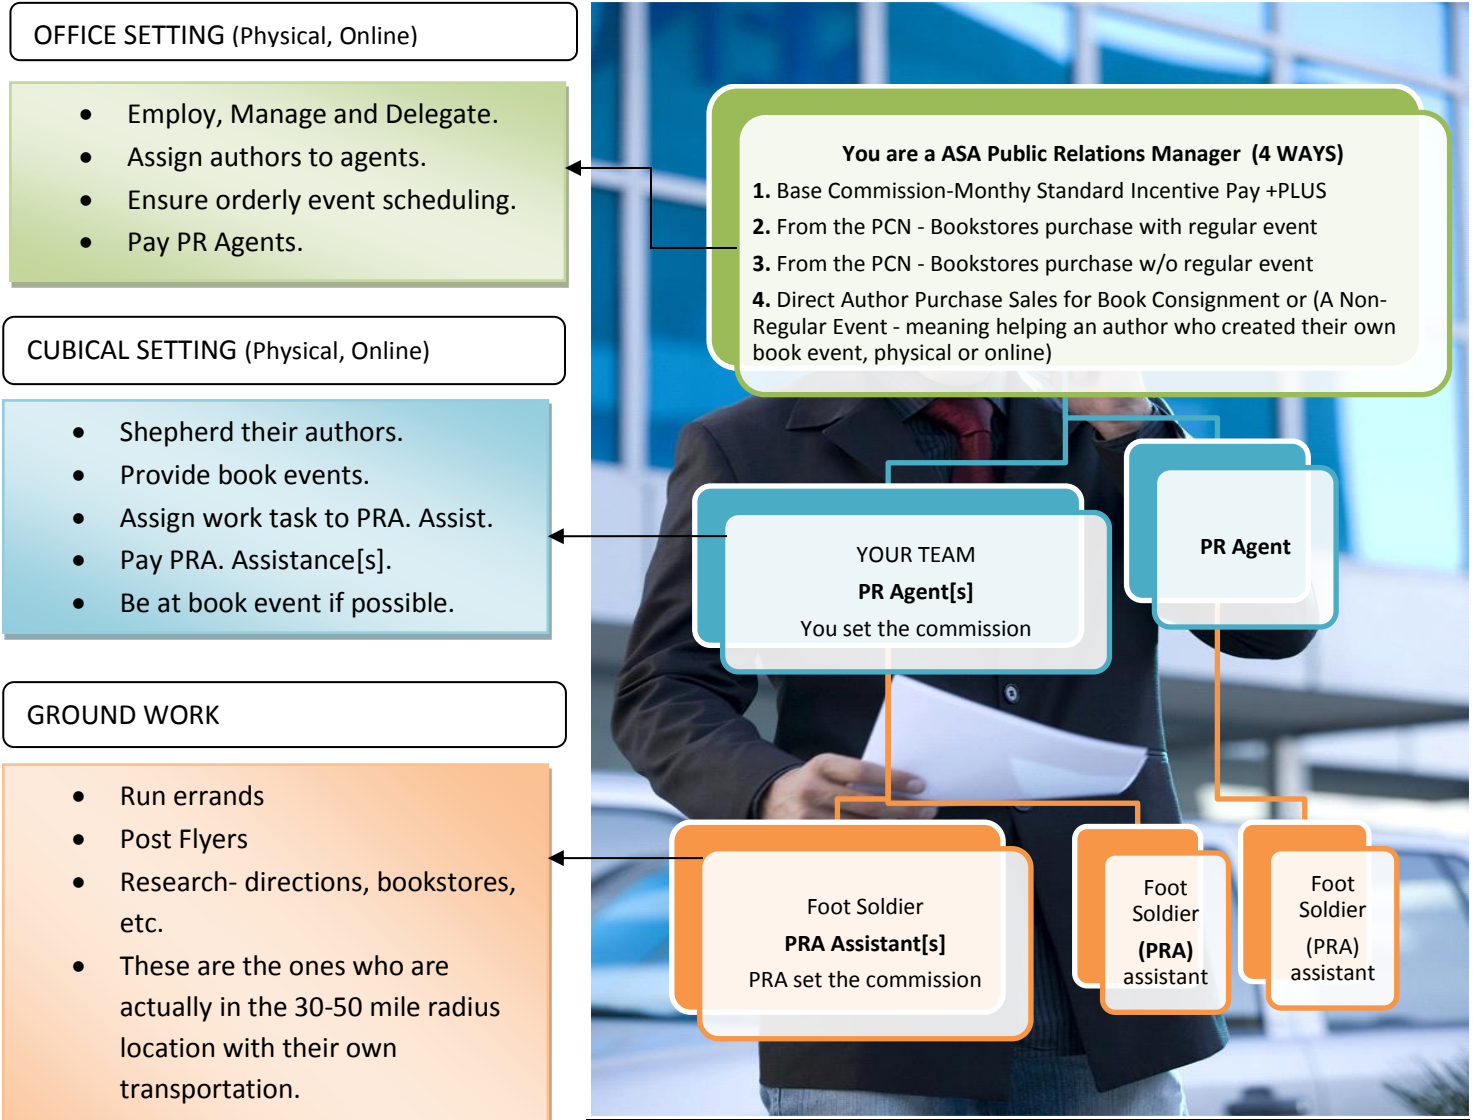 OFFICE SETTING (Physical, Online)
• Employ, Manage and Delegate.
• Assign authors to agents.
• Ensure orderly event scheduling.
• Pay PR Agents.
CUBICAL SETTING (Physical, Online)
• Shepherd their authors.
• Provide book events.
• Assign work task to PRA. Assist.
• Pay PRA. Assistance[s].
• Be at book event if possible.
GROUND WORK
• Run errands
• Post Flyers
• Research- directions, bookstores,
etc.
• These are the ones who are
actually in the 30-50 mile radius
location with their own
transportation.
You are a ASA Public Relations Manager (4 WAYS)
1. Base Commission-Monthy Standard Incentive Pay +PLUS
2. From the PCN - Bookstores purchase with regular event
3. From the PCN - Bookstores purchase w/o regular event
4. Direct Author Purchase Sales for Book Consignment or (A Non-
Regular Event - meaning helping an author who created their own
book event, physical or online)
YOUR TEAM
PR Agent[s]
You set the commission
PR Agent
Foot Soldier
PRA Assistant[s]
PRA set the commission
Foot
Soldier
(PRA)
assistant
Foot
Soldier
(PRA)
assistant